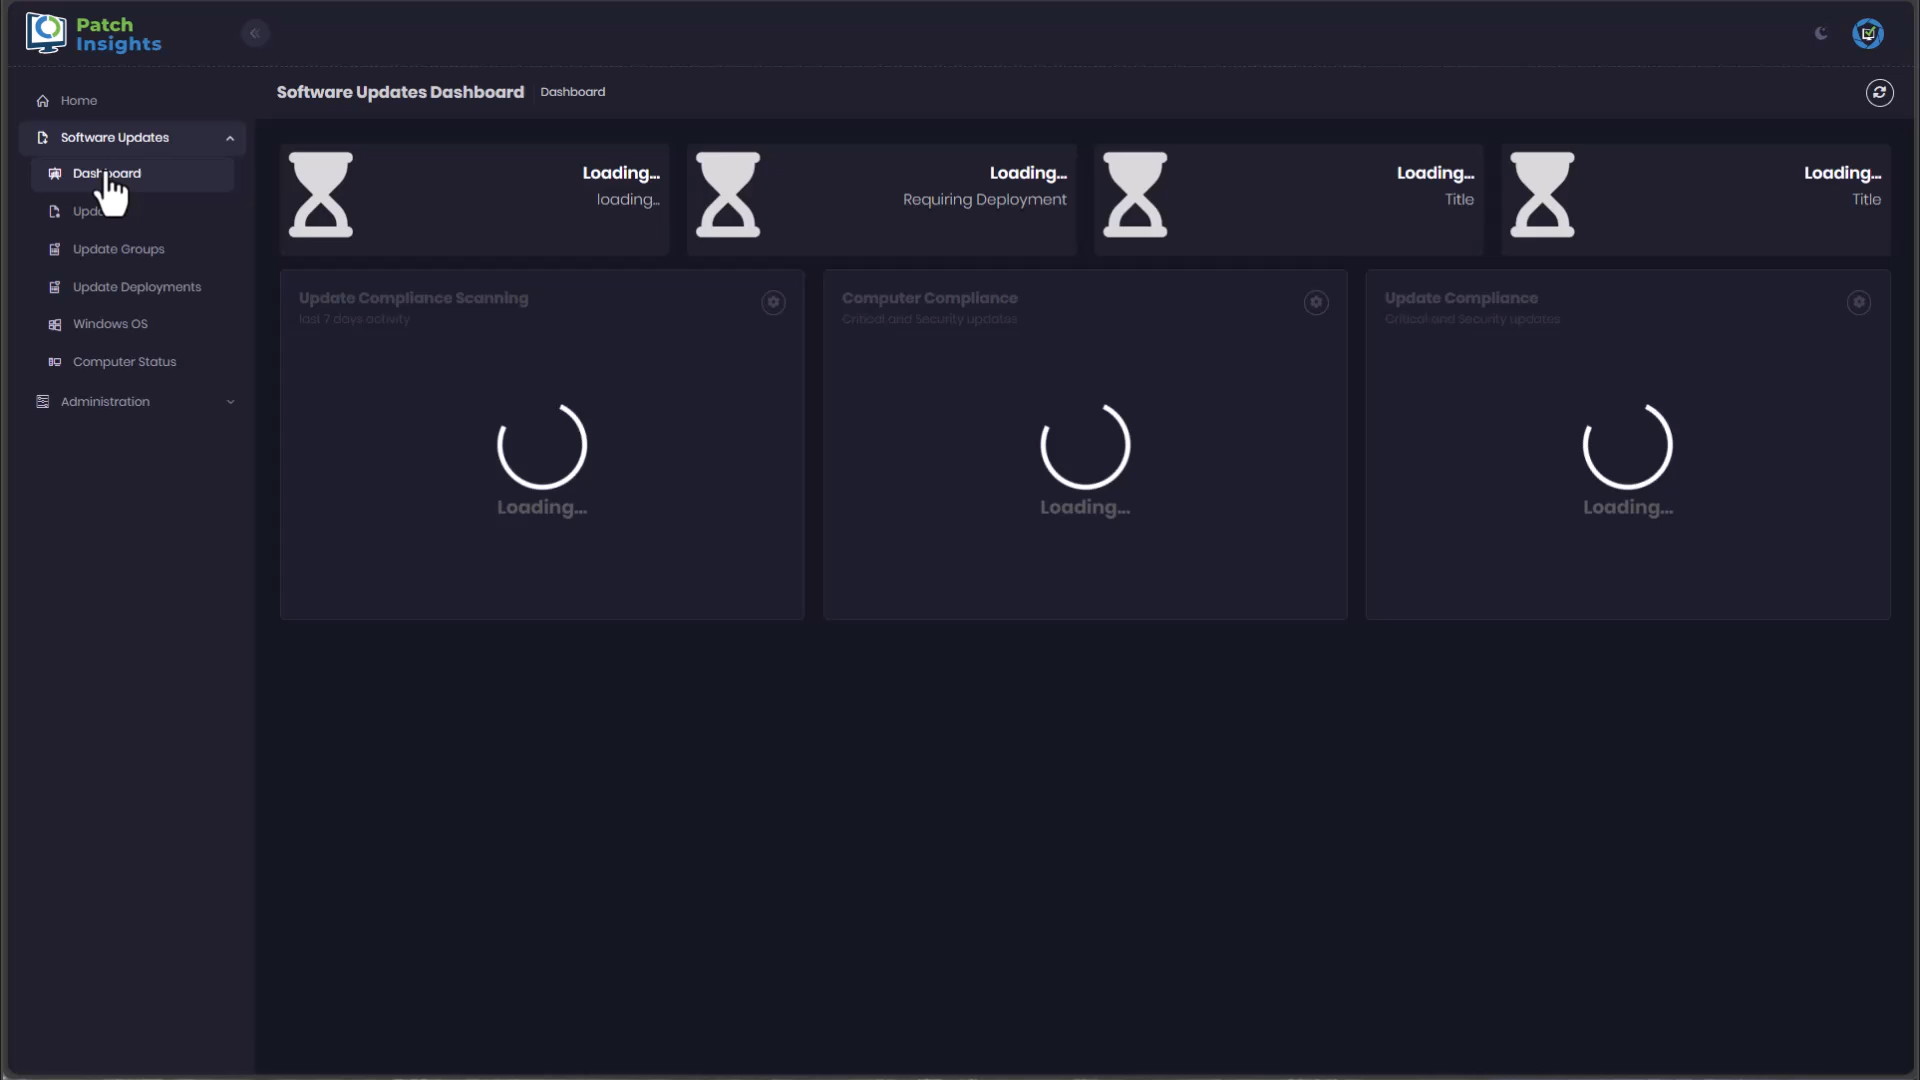 Patch
Insights
Home
Software Updates
Dashboard
Update Groups
Update Deployments
Windows OS
Computer Status
Administration
Software Updates Dashboard
Dashboard
Loading...
loading...
Loading...
Requiring Deployment
Loading...
Title
Loading...
Title
Update Compliance Scanning
last 7 days activity
Loading...
Computer Compliance
Critical and Security updates
Loading...
Update Compliance
Critical and Security updates
Loading...